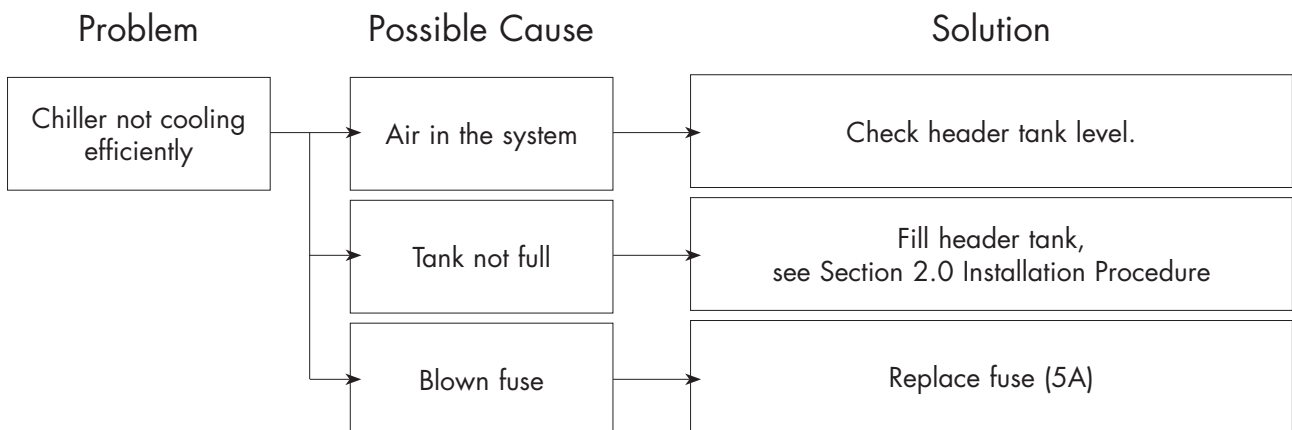 Problem Possible Cause Solution
Chiller not cooling
efficiently
Air in the system
Check header tank level.
Tank not full
Fill header tank,
see Section 2.0 Installation Procedure
Blown fuse
Replace fuse (5A)